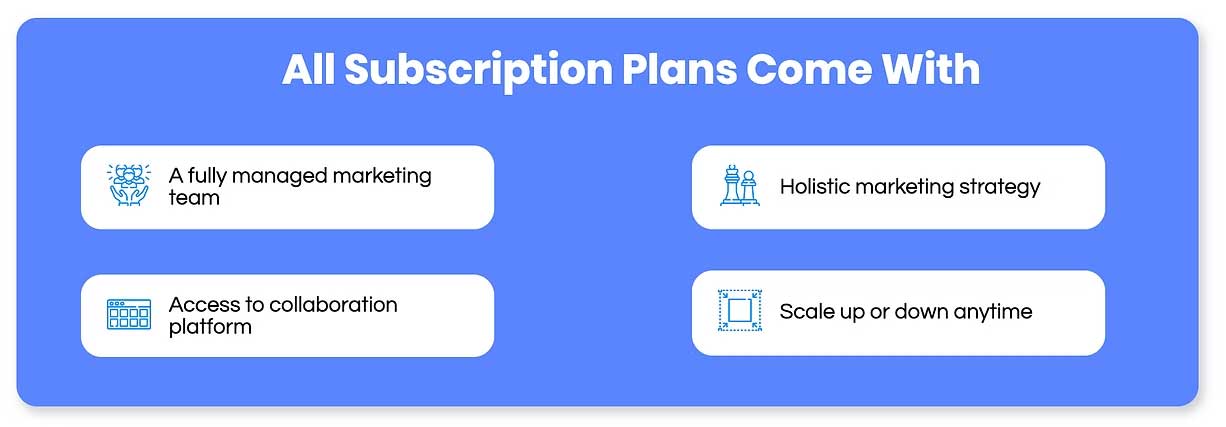 All Subscription Plans Come With
A fully managed marketing
team
Holistic marketing strategy
Access to collaboration
platform
Scale up or down anytime